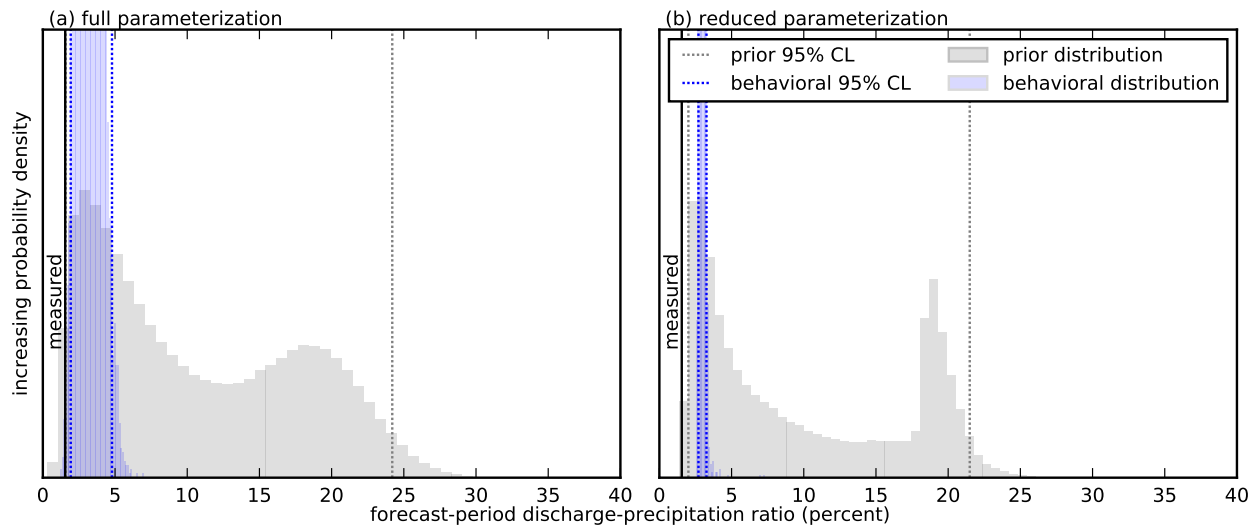 (a) full parameterization
(b) reduced parameterization
prior 95% CL
prior distribution
behavioral 95% CL
behavioral distribution
increasing probability density
measured
measured
0 5 10 15 20 25 30 35 40
0 5 10 15 20 25 30 35 40
forecast-period discharge-precipitation ratio (percent)